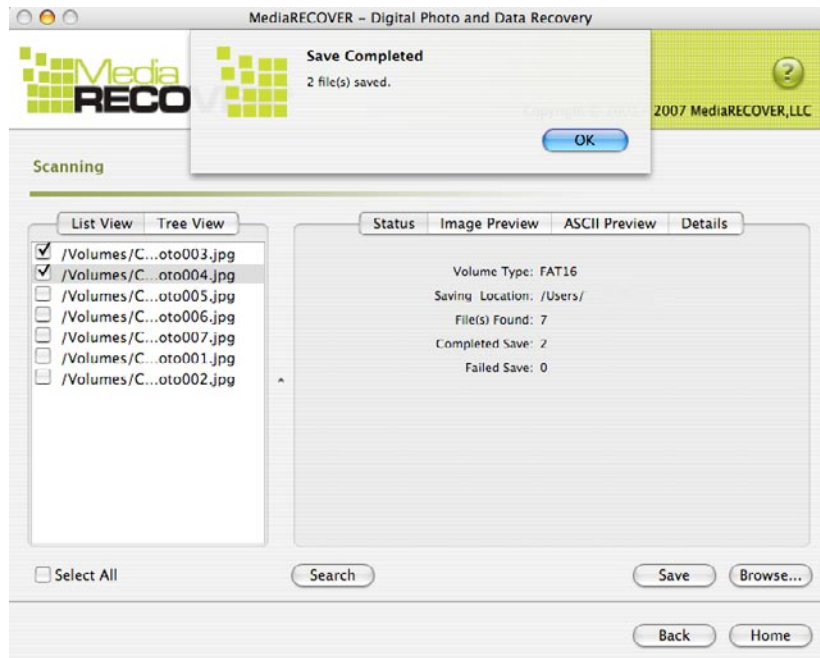 MediaRECOVER – Digital Photo and Data Recovery
Save Completed
2 file(s) saved.
OK
Media
RECOV
?
2007 MediaRECOVER,LLC
Scanning
List View Tree View
/Volumes/C...oto003.jpg
/Volumes/C...oto004.jpg
/Volumes/C...oto005.jpg
/Volumes/C...oto006.jpg
/Volumes/C...oto007.jpg
/Volumes/C...oto001.jpg
/Volumes/C...oto002.jpg
Status Image Preview ASCII Preview Details
Volume Type: FAT16
Saving Location: /Users/
File(s) Found: 7
Completed Save: 2
Failed Save: 0
Select All
Search
Save Browse...
Back Home